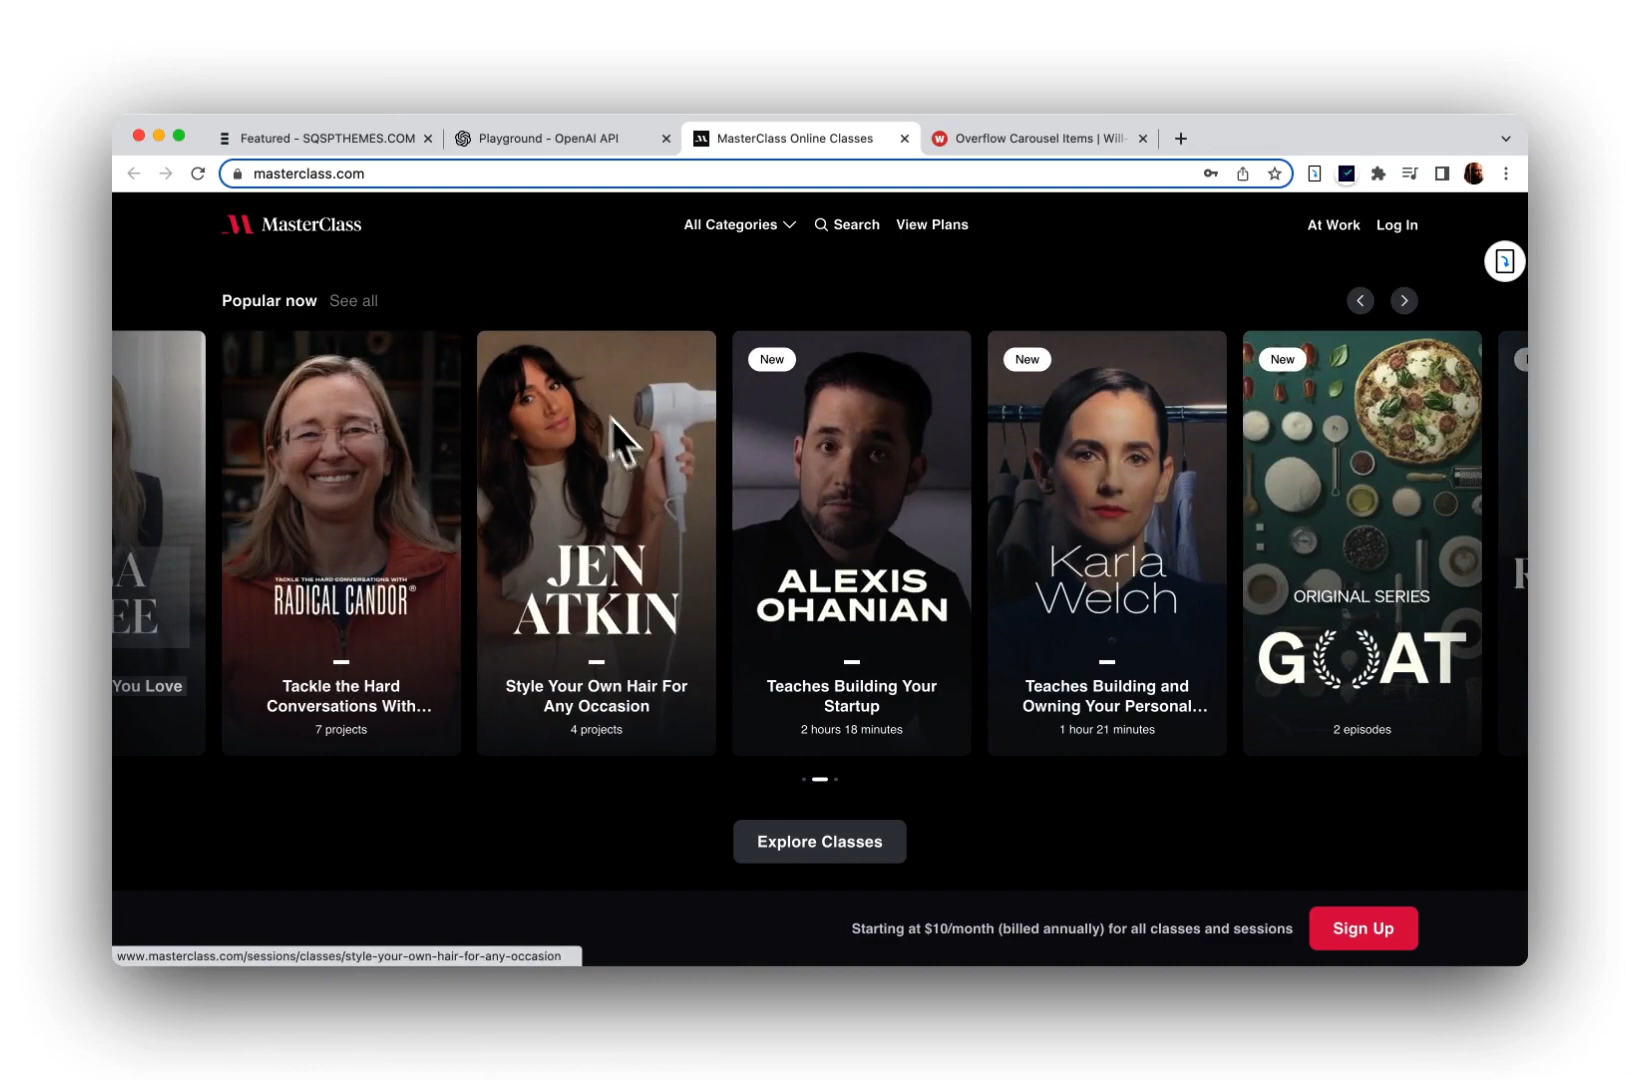 Featured - SQSPTHEMES.COM
Playground - OpenAI API
MasterClass Online Classes
Overflow Carousel Items | Will-
masterclass.com
MasterClass
All Categories
Search
View Plans
At Work
Log In
Popular now
See all
EE
You Love
TACKLE THE HARD CONVERSATIONS WITH
RADICAL CANDOR®
Tackle the Hard
Conversations With...
7 projects
JEN
ATKIN
Style Your Own Hair For
Any Occasion
4 projects
New
ALEXIS
OHANIAN
Teaches Building Your
Startup
2 hours 18 minutes
New
Karla
Welch
Teaches Building and
Owning Your Personal...
1 hour 21 minutes
New
ORIGINAL SERIES
GOAT
2 episodes
Explore Classes
Starting at $10/month (billed annually) for all classes and sessions
Sign Up
www.masterclass.com/sessions/classes/style-your-own-hair-for-any-occasion